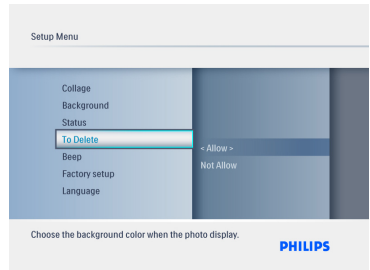 Setup Menu
Collage
Background
Status
To Delete
Beep
Factory setup
Language
< Allow >
Not Allow
Choose the background color when the photo display.
PHILIPS